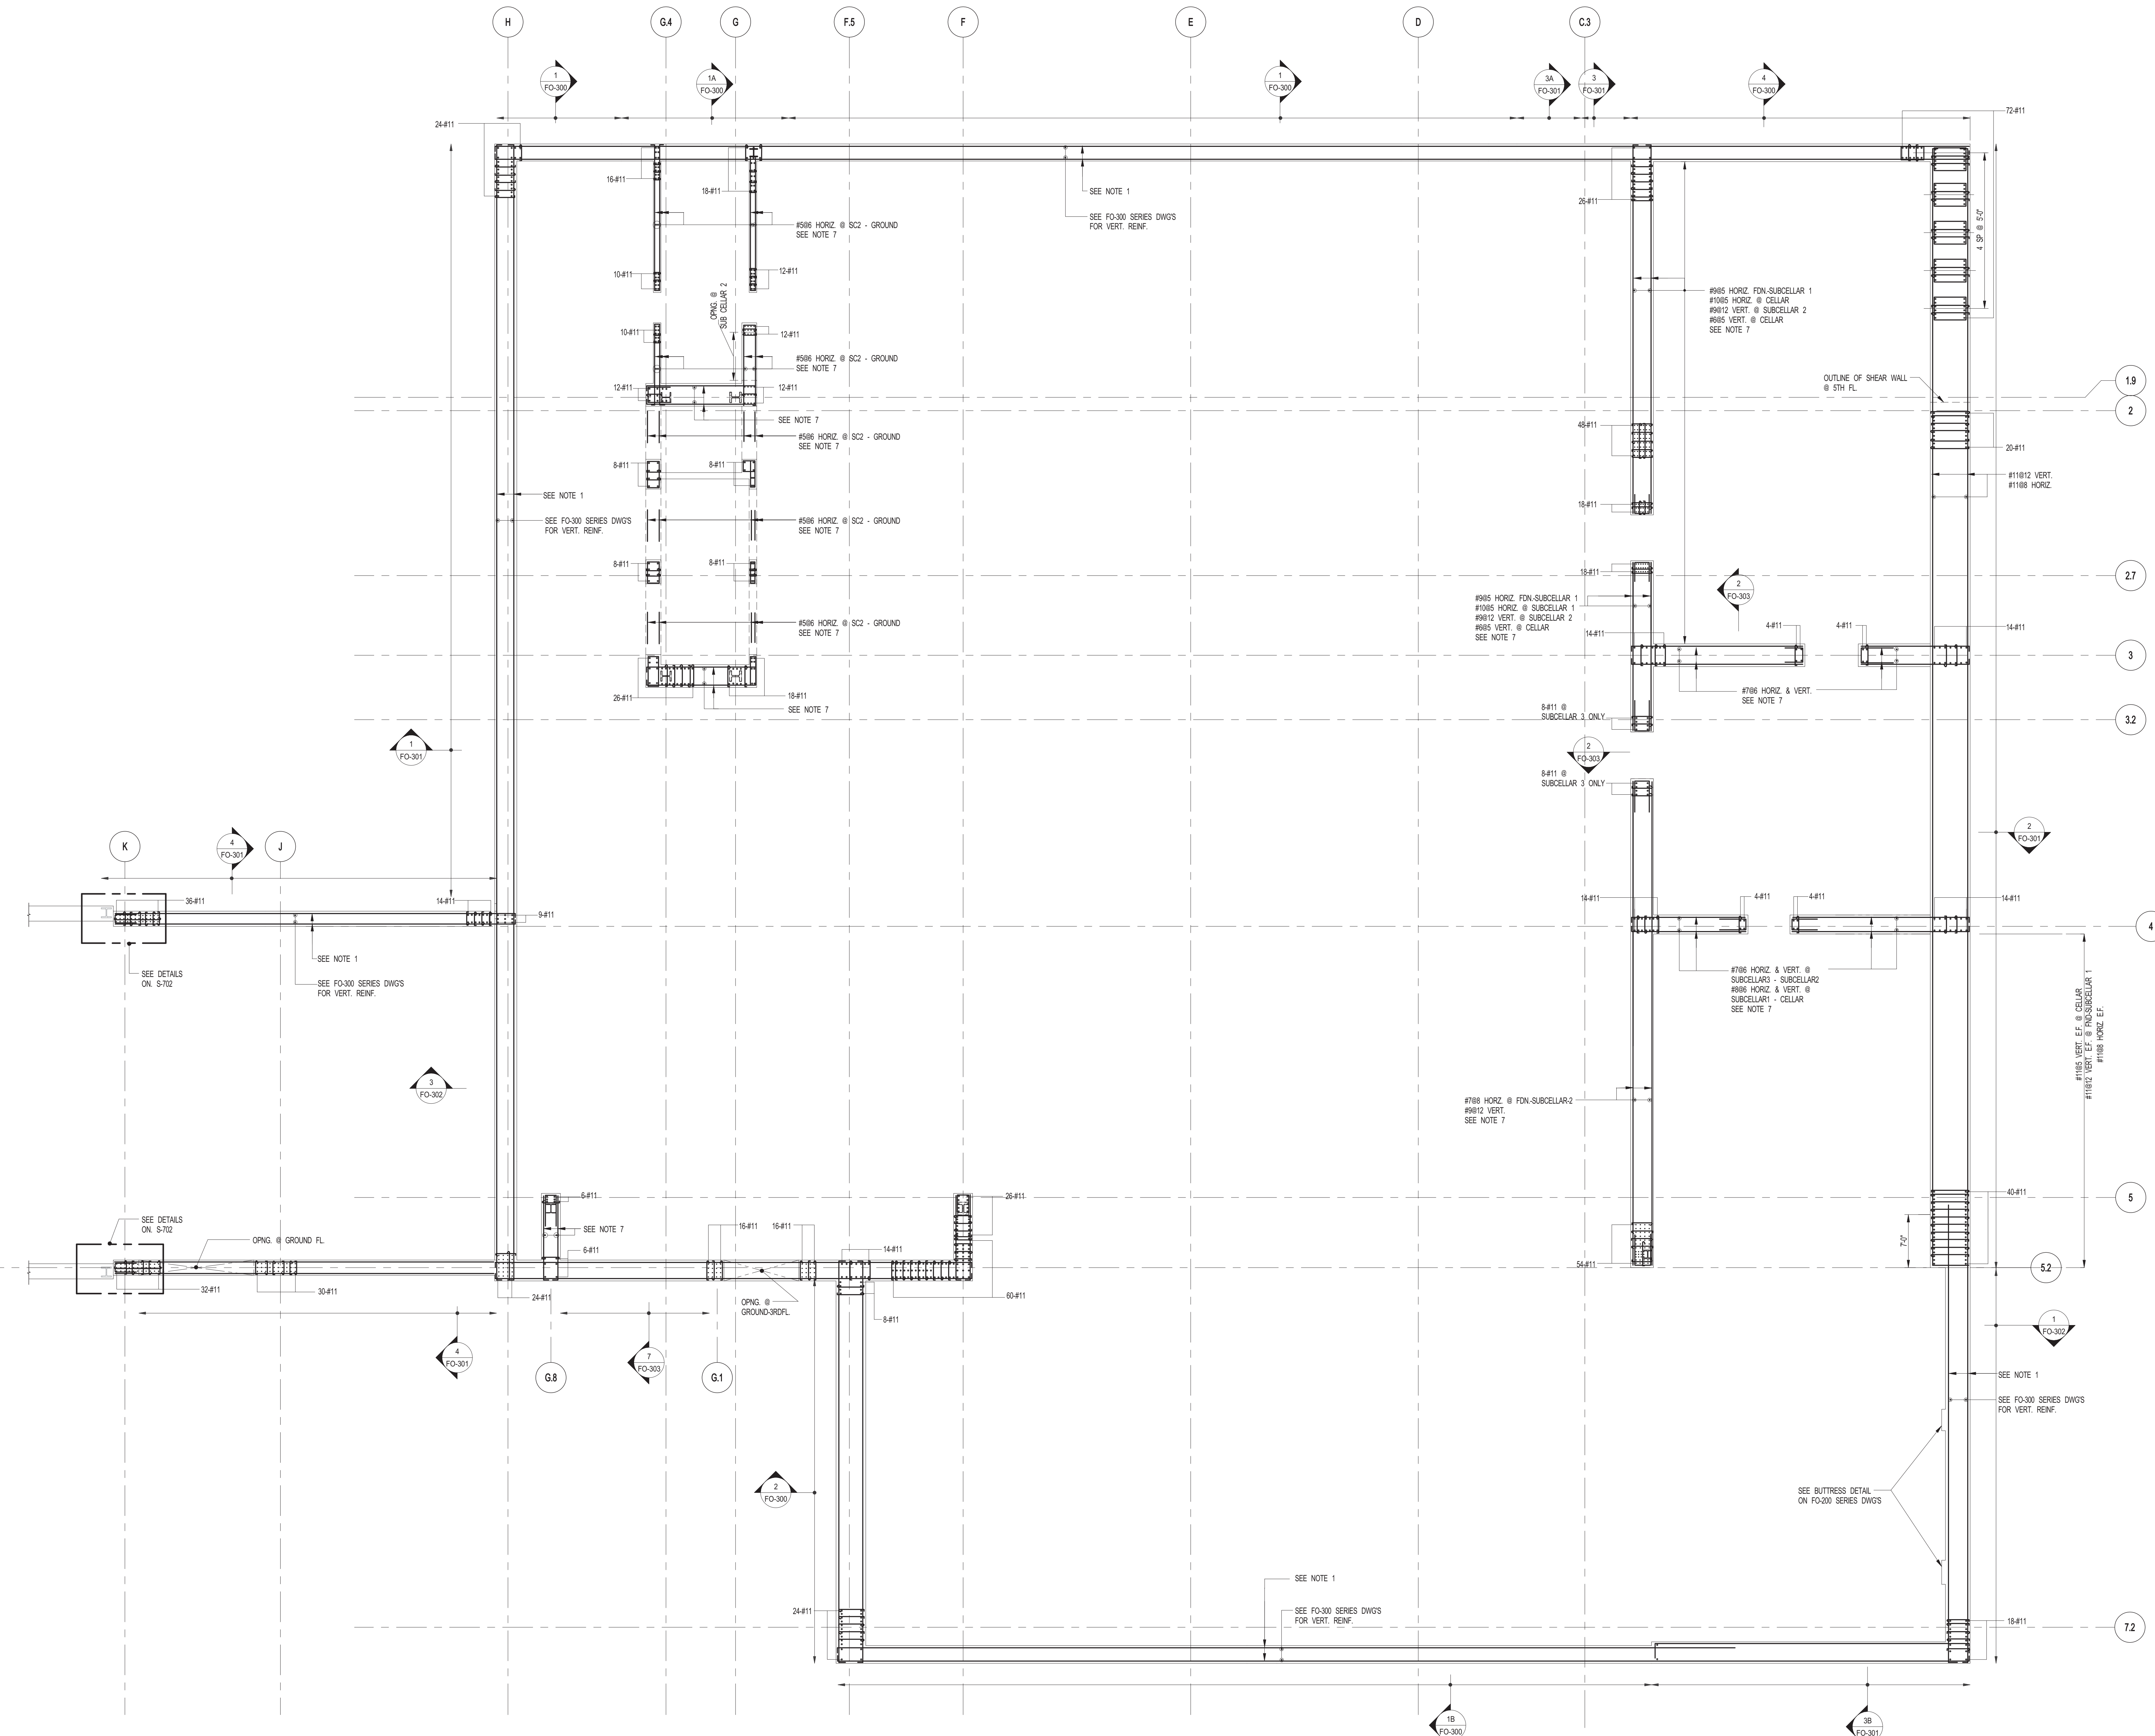 H
G.4
G
F.5
F
E
D
C.3
1
FO-300
1A
FO-300
1
FO-300
3A
FO-301
3
FO-301
4
FO-300
24-#11
72-#11
16-#11
18-#11
SEE NOTE 1
26-#11
SEE FO-300 SERIES DWG'S
FOR VERT. REINF.
#5@6 HORIZ. @ SC2 - GROUND
SEE NOTE 7
4 SP @ 5'-0"
10-#11
12-#11
OPNG. @
SUB CELLAR 2
#9@5 HORIZ. FDN.-SUBCELLAR 1
#10@5 HORIZ. @ CELLAR
#9@12 VERT. @ SUBCELLAR 2
#6@5 VERT. @ CELLAR
SEE NOTE 7
10-#11
12-#11
#5@6 HORIZ. @ SC2 - GROUND
SEE NOTE 7
12-#11
12-#11
OUTLINE OF SHEAR WALL
@ 5TH FL.
1.9
2
SEE NOTE 7
#5@6 HORIZ. @ SC2 - GROUND
SEE NOTE 7
48-#11
20-#11
8-#11
8-#11
#11@12 VERT.
#11@8 HORIZ.
SEE NOTE 1
18-#11
SEE FO-300 SERIES DWG'S
FOR VERT. REINF.
#5@6 HORIZ. @ SC2 - GROUND
SEE NOTE 7
8-#11
8-#11
18-#11
2.7
2
FO-303
#9@5 HORIZ. FDN.-SUBCELLAR 1
#10@5 HORIZ. @ SUBCELLAR 1
#9@12 VERT. @ SUBCELLAR 2
#6@5 VERT. @ CELLAR
SEE NOTE 7
#5@6 HORIZ. @ SC2 - GROUND
SEE NOTE 7
14-#11
4-#11
4-#11
14-#11
3
26-#11
18-#11
SEE NOTE 7
#7@6 HORIZ. & VERT.
SEE NOTE 7
8-#11 @
SUBCELLAR 3 ONLY
3.2
1
FO-301
2
FO-303
8-#11 @
SUBCELLAR 3 ONLY
K
4
FO-301
J
2
FO-301
36-#11
14-#11
9-#11
14-#11
4-#11
4-#11
14-#11
4
SEE NOTE 1
SEE DETAILS
ON. S-702
SEE FO-300 SERIES DWG'S
FOR VERT. REINF.
#7@6 HORIZ. & VERT. @
SUBCELLAR3 - SUBCELLAR2
#8@6 HORIZ. & VERT. @
SUBCELLAR1 - CELLAR
SEE NOTE 7
#11@5 VERT. E.F. @ CELLAR
#11@12 VERT. E.F. @ FND-SUBCELLAR 1
#11@8 HORIZ. E.F.
3
FO-302
#7@8 HORZ. @ FDN.-SUBCELLAR-2
#9@12 VERT.
SEE NOTE 7
6-#11
26-#11
40-#11
5
SEE DETAILS
ON. S-702
OPNG. @ GROUND FL.
SEE NOTE 7
16-#11
16-#11
6-#11
14-#11
7'-0"
54-#11
5.2
32-#11
30-#11
24-#11
OPNG. @
GROUND-3RDFL.
60-#11
8-#11
1
FO-302
4
FO-301
7
FO-303
G.8
G.1
SEE NOTE 1
SEE FO-300 SERIES DWG'S
FOR VERT. REINF.
2
FO-300
SEE BUTTRESS DETAIL
ON FO-200 SERIES DWG'S
SEE NOTE 1
24-#11
SEE FO-300 SERIES DWG'S
FOR VERT. REINF.
18-#11
7.2
1B
FO-300
3B
FO-301